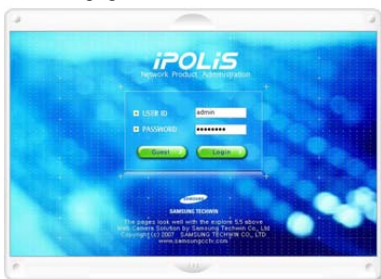 iPOLiS
Network Product Administration
USER ID
admin
PASSWORD
••••••••
Guest
Login
SAMSUNG
SAMSUNG TECHWIN
The pages look well with the explore 5.5 above
Web Camera Solution by Samsung Techwin Co., Ltd
Copyright(c) 2007 SAMSUNG TECHWIN CO., LTD
www.samsungcctv.com